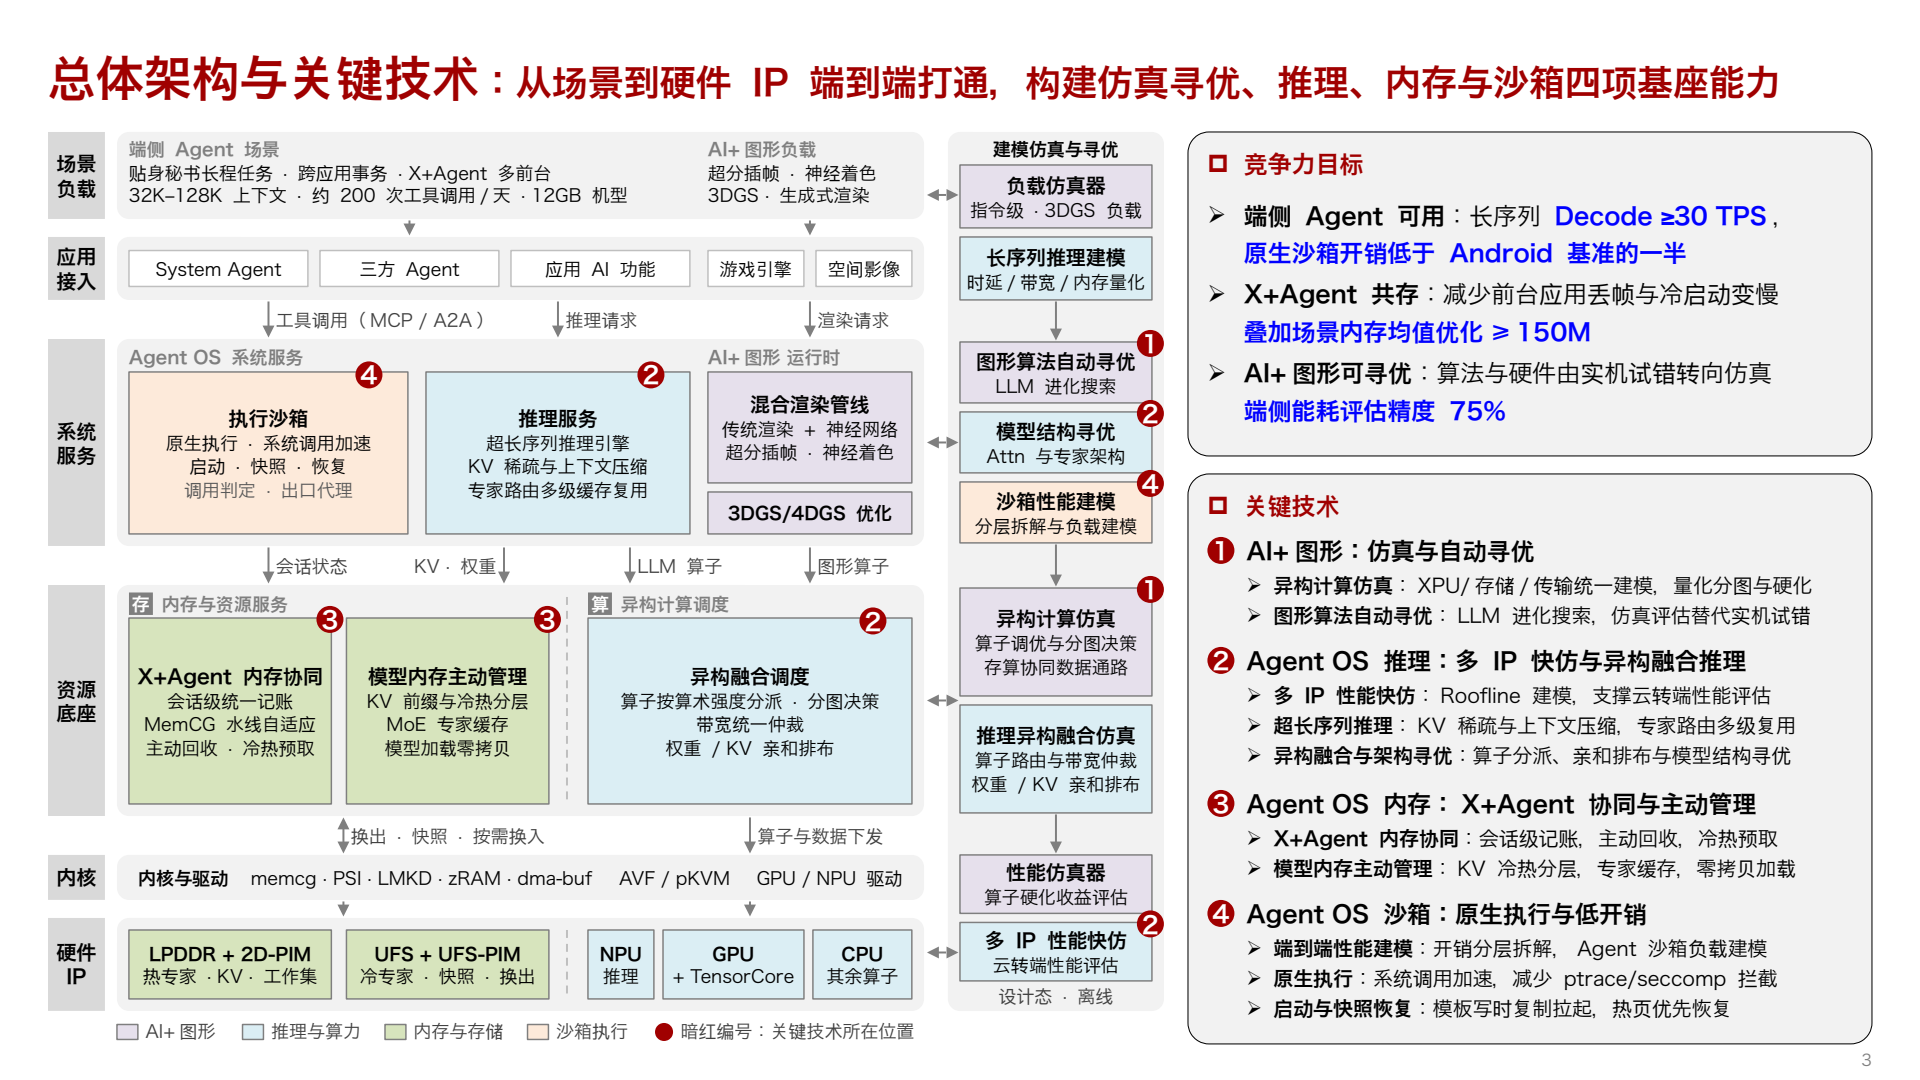 总体架构与关键技术：从场景到硬件 IP 端到端打通，构建仿真寻优、推理、内存与沙箱四项基座能力
场景
负载
端侧 Agent 场景
贴身秘书长程任务 · 跨应用事务 · X+Agent 多前台
32K–128K 上下文 · 约 200 次工具调用 / 天 · 12GB 机型
AI+ 图形负载
超分插帧 · 神经着色
3DGS · 生成式渲染
应用
接入
System Agent
三方 Agent
应用 AI 功能
游戏引擎
空间影像
工具调用（MCP / A2A）
推理请求
渲染请求
系统
服务
Agent OS 系统服务
AI+ 图形 运行时
4
执行沙箱
原生执行 · 系统调用加速
启动 · 快照 · 恢复
调用判定 · 出口代理
2
推理服务
超长序列推理引擎
KV 稀疏与上下文压缩
专家路由多级缓存复用
混合渲染管线
传统渲染 + 神经网络
超分插帧 · 神经着色
3DGS/4DGS 优化
会话状态
KV · 权重
LLM 算子
图形算子
资源
底座
存 内存与资源服务
算 异构计算调度
3
X+Agent 内存协同
会话级统一记账
MemCG 水线自适应
主动回收 · 冷热预取
3
模型内存主动管理
KV 前缀与冷热分层
MoE 专家缓存
模型加载零拷贝
2
异构融合调度
算子按算术强度分派 · 分图决策
带宽统一仲裁
权重 / KV 亲和排布
换出 · 快照 · 按需换入
算子与数据下发
内核
内核与驱动 memcg · PSI · LMKD · zRAM · dma-buf AVF / pKVM GPU / NPU 驱动
硬件
IP
LPDDR + 2D-PIM
热专家 · KV · 工作集
UFS + UFS-PIM
冷专家 · 快照 · 换出
NPU
推理
GPU
+ TensorCore
CPU
其余算子
AI+ 图形
推理与算力
内存与存储
沙箱执行
暗红编号：关键技术所在位置
建模仿真与寻优
负载仿真器
指令级 · 3DGS 负载
长序列推理建模
时延 / 带宽 / 内存量化
1
图形算法自动寻优
LLM 进化搜索
2
模型结构寻优
Attn 与专家架构
4
沙箱性能建模
分层拆解与负载建模
1
异构计算仿真
算子调优与分图决策
存算协同数据通路
推理异构融合仿真
算子路由与带宽仲裁
权重 / KV 亲和排布
性能仿真器
算子硬化收益评估
2
多 IP 性能快仿
云转端性能评估
设计态 · 离线
竞争力目标
➢ 端侧 Agent 可用：长序列 Decode ≥30 TPS，
原生沙箱开销低于 Android 基准的一半
➢ X+Agent 共存：减少前台应用丢帧与冷启动变慢
叠加场景内存均值优化 ≥ 150M
➢ AI+ 图形可寻优：算法与硬件由实机试错转向仿真
端侧能耗评估精度 75%
关键技术
1 AI+ 图形：仿真与自动寻优
➢ 异构计算仿真：XPU/ 存储 / 传输统一建模，量化分图与硬化
➢ 图形算法自动寻优：LLM 进化搜索，仿真评估替代实机试错
2 Agent OS 推理：多 IP 快仿与异构融合推理
➢ 多 IP 性能快仿：Roofline 建模，支撑云转端性能评估
➢ 超长序列推理：KV 稀疏与上下文压缩，专家路由多级复用
➢ 异构融合与架构寻优：算子分派、亲和排布与模型结构寻优
3 Agent OS 内存：X+Agent 协同与主动管理
➢ X+Agent 内存协同：会话级记账，主动回收，冷热预取
➢ 模型内存主动管理：KV 冷热分层，专家缓存，零拷贝加载
4 Agent OS 沙箱：原生执行与低开销
➢ 端到端性能建模：开销分层拆解，Agent 沙箱负载建模
➢ 原生执行：系统调用加速，减少 ptrace/seccomp 拦截
➢ 启动与快照恢复：模板写时复制拉起，热页优先恢复
3